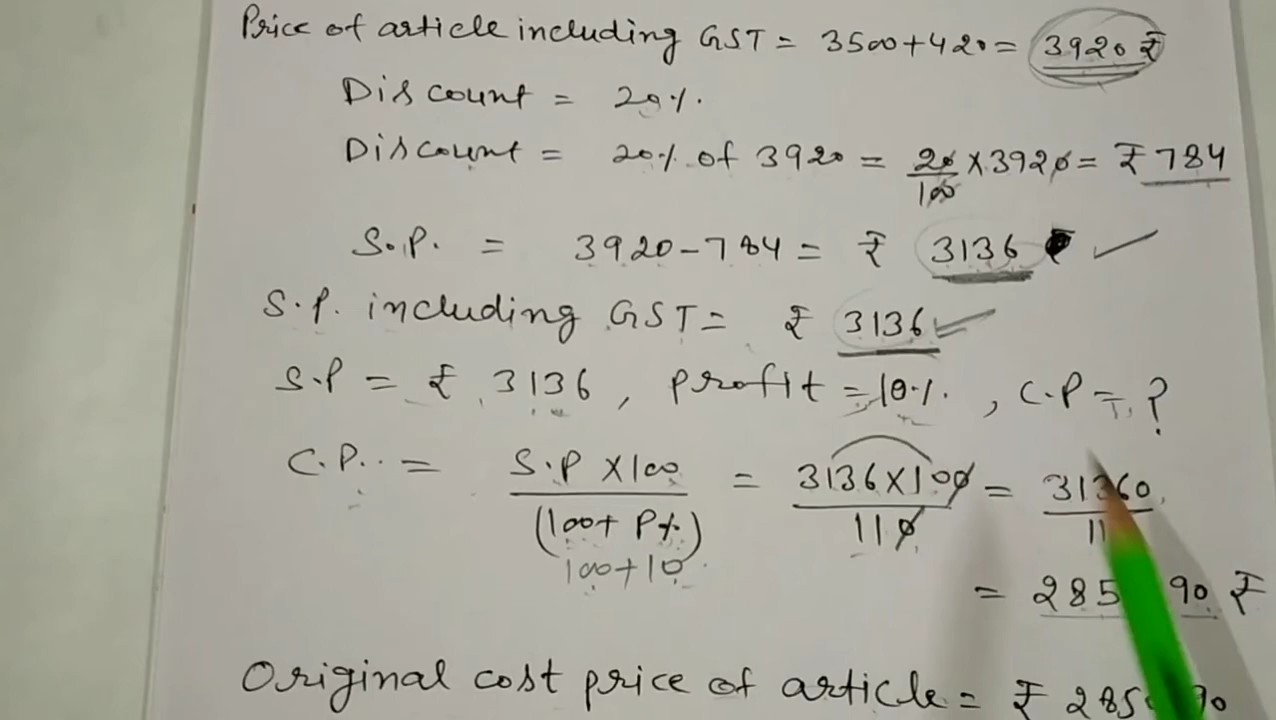 Price of article including GST = 3500+420= 3920 ₹
Discount = 20%.
Discount = 20% of 3920 = 20/100 ×3920= ₹ 784
S.P. = 3920-784= ₹ 3136
S.P. including GST= ₹ 3136
S.P = ₹ 3136, profit=10%., C.P=?
C.P. = S.P ×100 / (100+ P%) = 3136×100 / 110 = 31360 / 11
100+10
= 285 90 ₹
Original cost price of article= ₹ 285